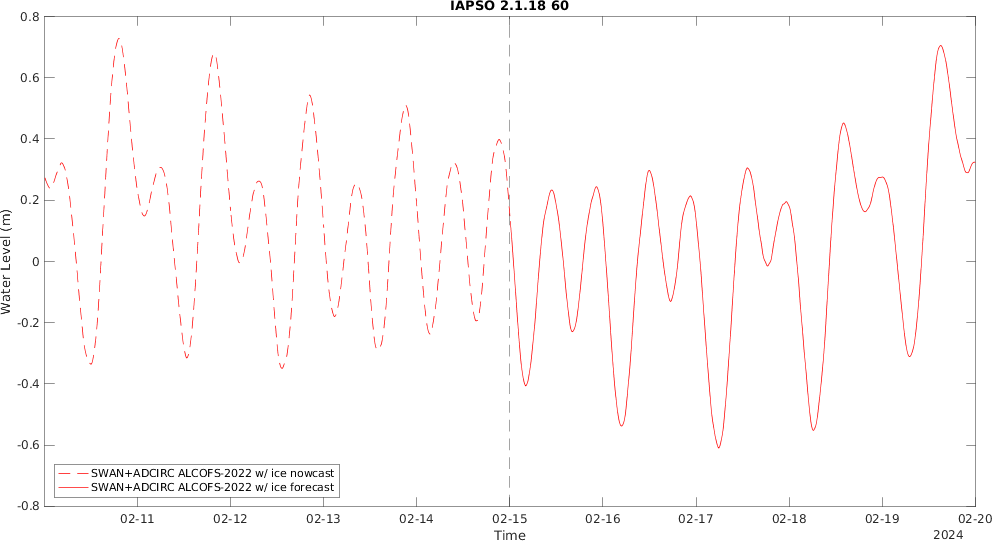 IAPSO 2.1.18 60
0.8
0.6
0.4
0.2
0
-0.2
-0.4
-0.6
-0.8
Water Level (m)
SWAN+ADCIRC ALCOFS-2022 w/ ice nowcast
SWAN+ADCIRC ALCOFS-2022 w/ ice forecast
02-11 02-12 02-13 02-14 02-15 02-16 02-17 02-18 02-19 02-20
Time
2024